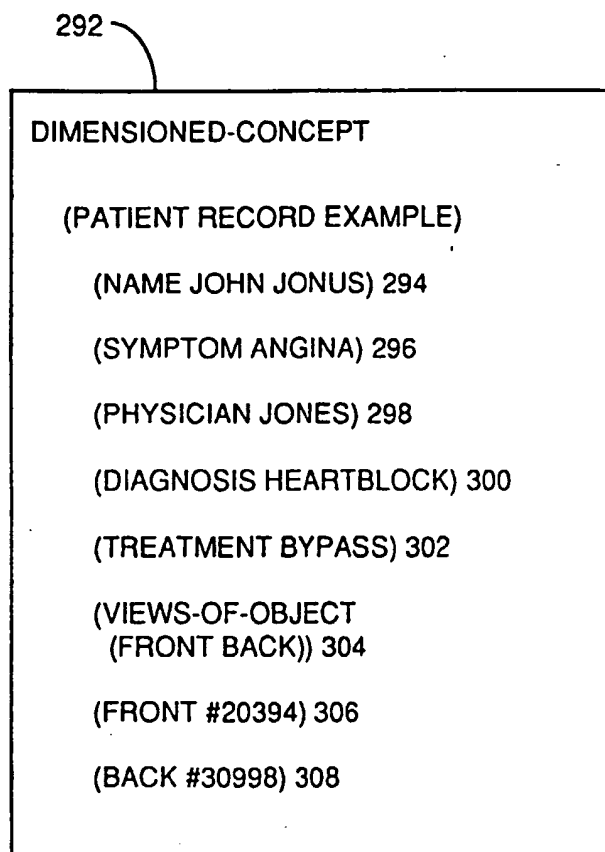 292
DIMENSIONED-CONCEPT
(PATIENT RECORD EXAMPLE)
(NAME JOHN JONUS) 294
(SYMPTOM ANGINA) 296
(PHYSICIAN JONES) 298
(DIAGNOSIS HEARTBLOCK) 300
(TREATMENT BYPASS) 302
(VIEWS-OF-OBJECT
(FRONT BACK)) 304
(FRONT #20394) 306
(BACK #30998) 308